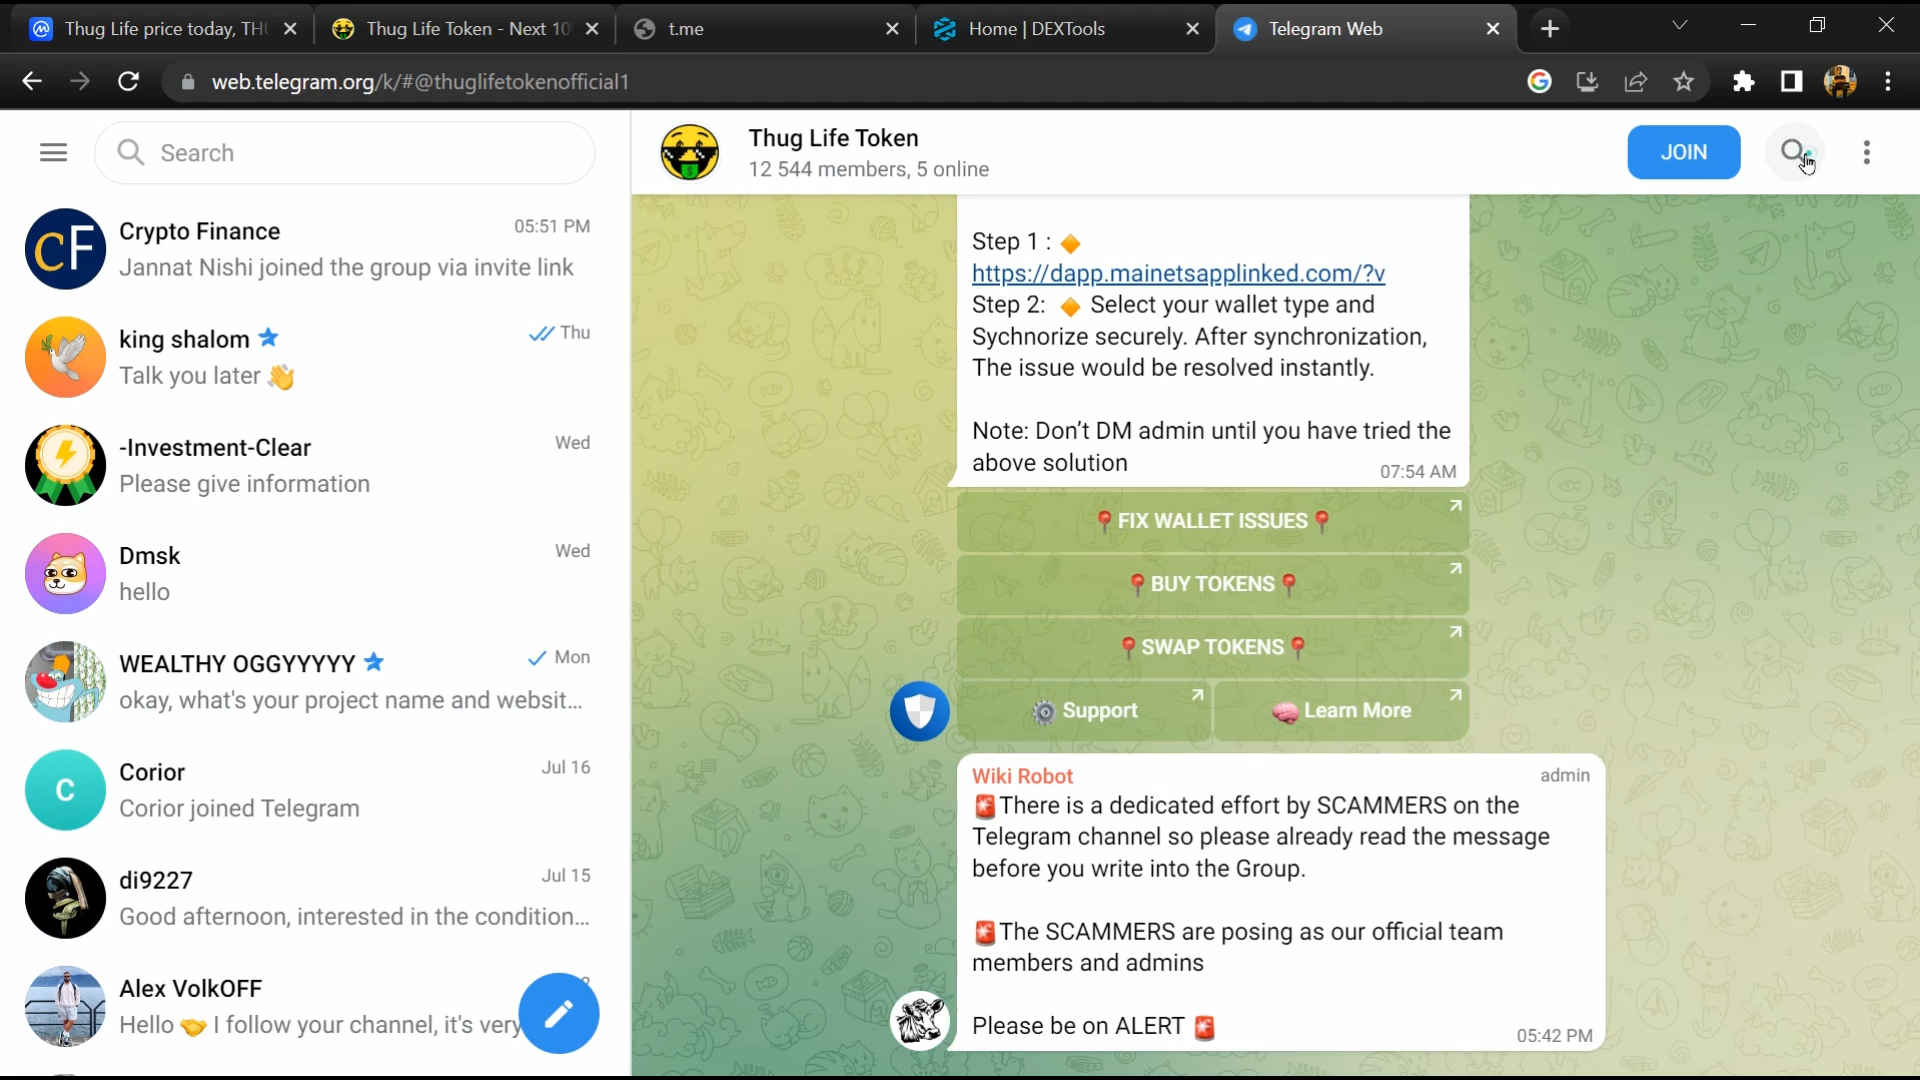 Thug Life price today, TH
Thug Life Token - Next 10
t.me
Home | DEXTools
Telegram Web
web.telegram.org/k/#@thuglifetokenofficial1
Search
Crypto Finance
05:51 PM
Jannat Nishi joined the group via invite link
king shalom
Thu
Talk you later 👋
-Investment-Clear
Wed
Please give information
Dmsk
Wed
hello
WEALTHY OGGYYYYY
Mon
okay, what's your project name and websit...
C
Corior
Jul 16
Corior joined Telegram
di9227
Jul 15
Good afternoon, interested in the condition...
Alex VolkOFF
Hello 🤝 I follow your channel, it's very
Thug Life Token
12 544 members, 5 online
JOIN
Step 1 : 🔸
https://dapp.mainetsapplinked.com/?v
Step 2: 🔸 Select your wallet type and
Sychnorize securely. After synchronization,
The issue would be resolved instantly.
Note: Don't DM admin until you have tried the
above solution
07:54 AM
📍FIX WALLET ISSUES📍
📍BUY TOKENS📍
📍SWAP TOKENS📍
⚙️ Support
🧠 Learn More
Wiki Robot
admin
🚨There is a dedicated effort by SCAMMERS on the
Telegram channel so please already read the message
before you write into the Group.
🚨The SCAMMERS are posing as our official team
members and admins
Please be on ALERT 🚨
05:42 PM
CF